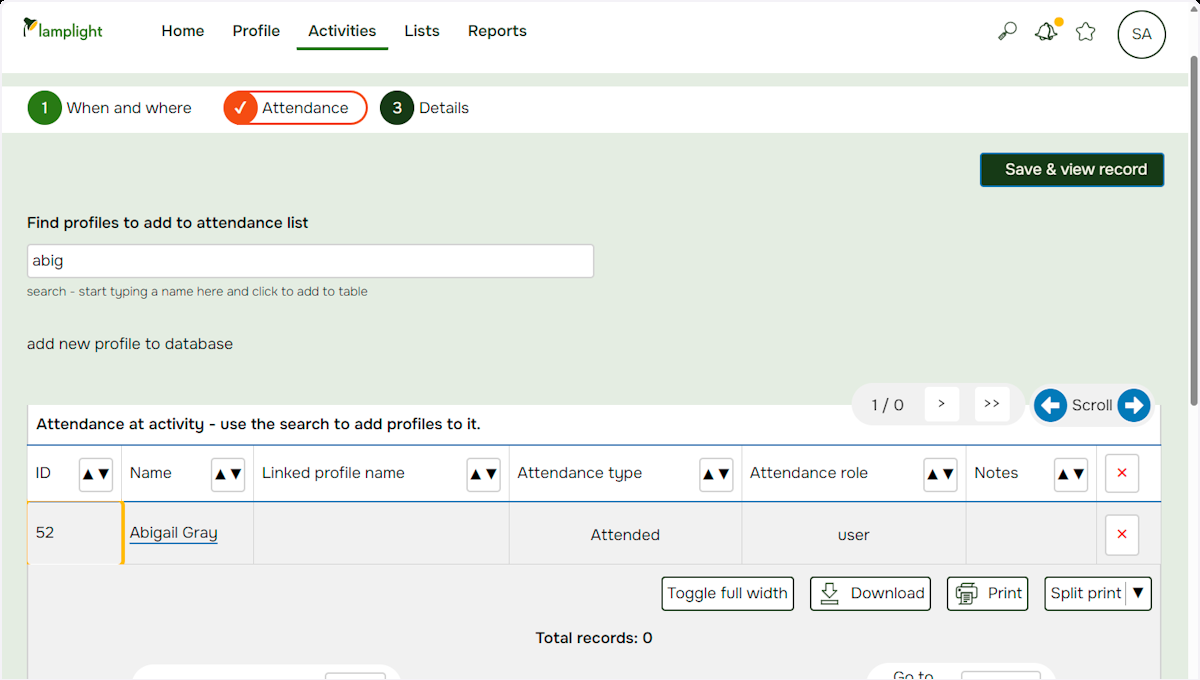 lamplight Home Profile Activities Lists Reports SA
1 When and where ✓ Attendance 3 Details
Save & view record
Find profiles to add to attendance list
abig
search - start typing a name here and click to add to table
add new profile to database
1 / 0 > >> Scroll
Attendance at activity - use the search to add profiles to it.
ID ▲▼ Name ▲▼ Linked profile name ▲▼ Attendance type ▲▼ Attendance role ▲▼ Notes ▲▼ ×
52 Abigail Gray Attended user ×
Toggle full width Download Print Split print ▼
Total records: 0
Go to